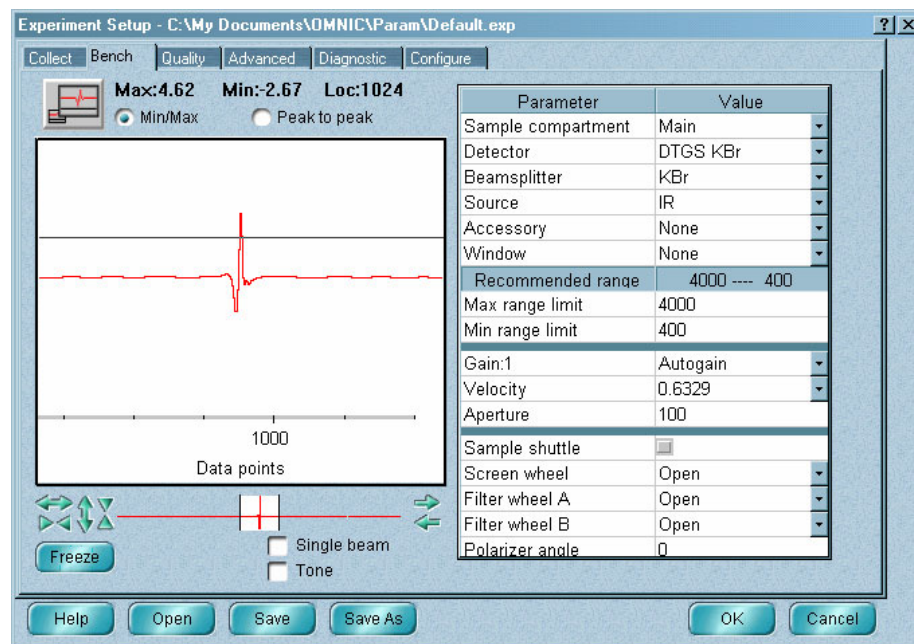 Experiment Setup - C:\My Documents\OMNIC\Param\Default.exp
Collect Bench Quality Advanced Diagnostic Configure
Max:4.62 Min:-2.67 Loc:1024
Min/Max Peak to peak
1000
Data points
Single beam
Tone
Freeze
Parameter Value
Sample compartment Main
Detector DTGS KBr
Beamsplitter KBr
Source IR
Accessory None
Window None
Recommended range 4000 ---- 400
Max range limit 4000
Min range limit 400
Gain:1 Autogain
Velocity 0.6329
Aperture 100
Sample shuttle
Screen wheel Open
Filter wheel A Open
Filter wheel B Open
Polarizer angle 0
Help Open Save Save As OK Cancel